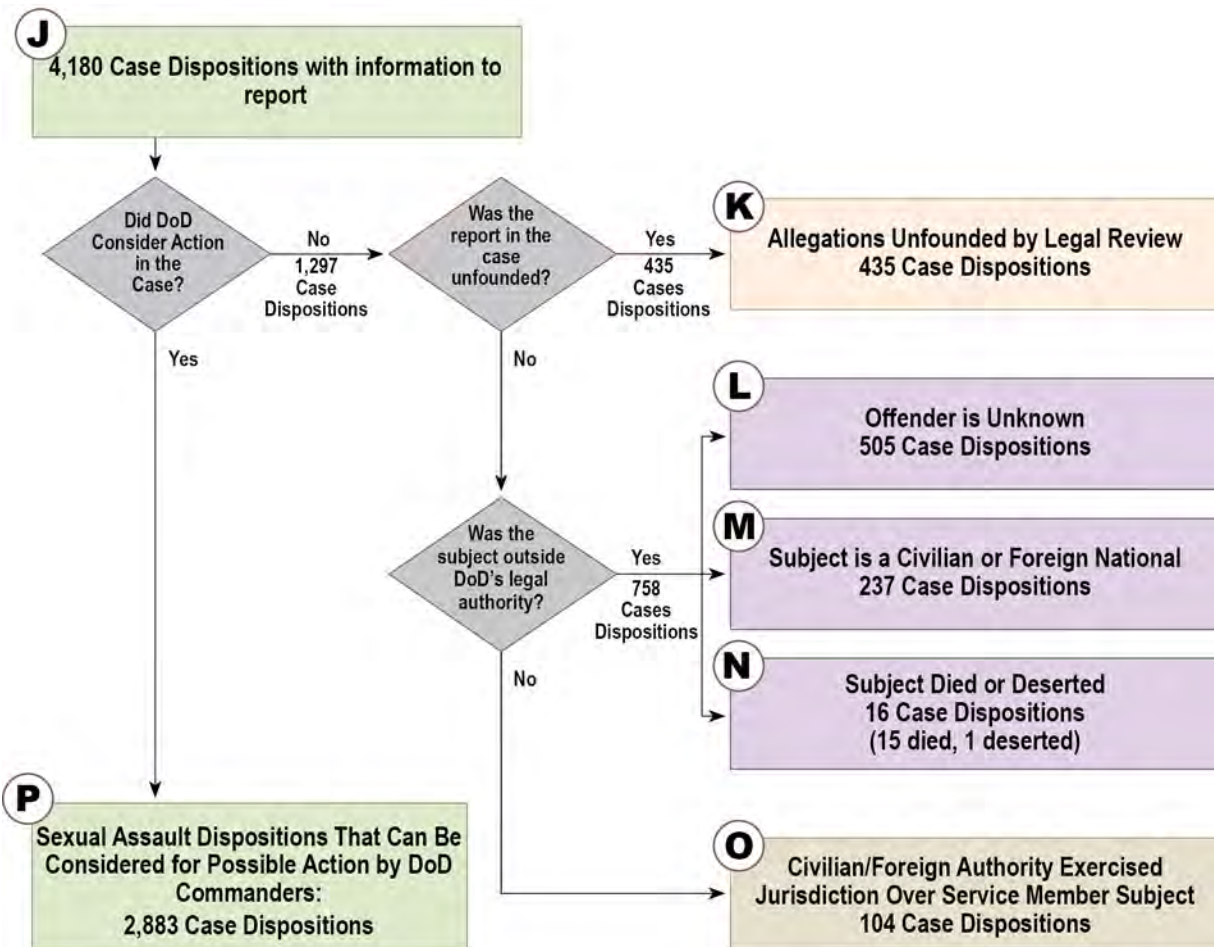 J
4,180 Case Dispositions with information to
report
Did DoD
Consider Action
in the
Case?
No
1,297
Case
Dispositions
Was the
report in the
case
unfounded?
Yes
435
Cases
Dispositions
K
Allegations Unfounded by Legal Review
435 Case Dispositions
Yes
No
L
Offender is Unknown
505 Case Dispositions
Was the
subject outside
DoD's legal
authority?
Yes
758
Cases
Dispositions
M
Subject is a Civilian or Foreign National
237 Case Dispositions
No
N
Subject Died or Deserted
16 Case Dispositions
(15 died, 1 deserted)
P
Sexual Assault Dispositions That Can Be
Considered for Possible Action by DoD
Commanders:
2,883 Case Dispositions
O
Civilian/Foreign Authority Exercised
Jurisdiction Over Service Member Subject
104 Case Dispositions